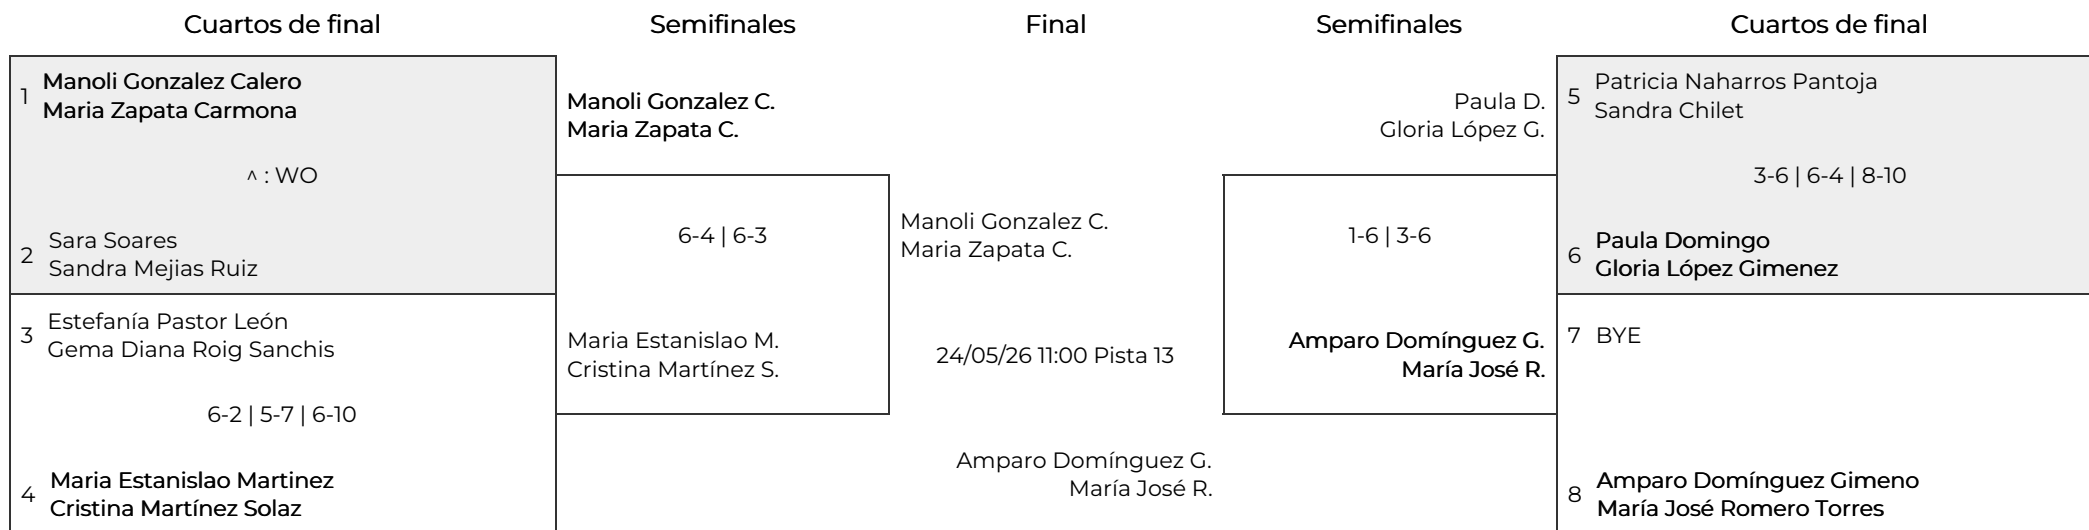 Cuartos de final
Semifinales
Final
Semifinales
Cuartos de final
1
Manoli Gonzalez Calero
Maria Zapata Carmona
^ : WO
2
Sara Soares
Sandra Mejias Ruiz
3
Estefanía Pastor León
Gema Diana Roig Sanchis
6-2 | 5-7 | 6-10
4
Maria Estanislao Martinez
Cristina Martínez Solaz
Manoli Gonzalez C.
Maria Zapata C.
6-4 | 6-3
Maria Estanislao M.
Cristina Martínez S.
Manoli Gonzalez C.
Maria Zapata C.
24/05/26 11:00 Pista 13
Amparo Domínguez G.
María José R.
Paula D.
Gloria López G.
1-6 | 3-6
Amparo Domínguez G.
María José R.
5
Patricia Naharros Pantoja
Sandra Chilet
3-6 | 6-4 | 8-10
6
Paula Domingo
Gloria López Gimenez
7
BYE
8
Amparo Domínguez Gimeno
María José Romero Torres